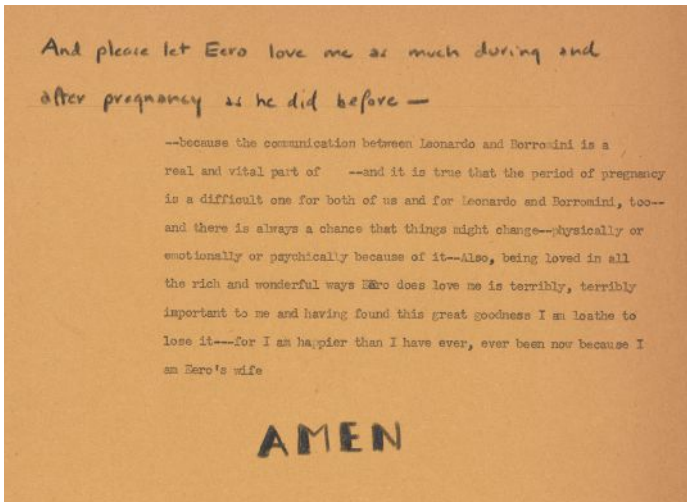 And please let Eero love me as much during and
after pregnancy as he did before —
--because the communication between Leonardo and Borromini is a
real and vital part of --and it is true that the period of pregnancy
is a difficult one for both of us and for Leonardo and Borromini, too--
and there is always a chance that things might change--physically or
emotionally or psychically because of it--Also, being loved in all
the rich and wonderful ways Eero does love me is terribly, terribly
important to me and having found this great goodness I am loathe to
lose it---for I am happier than I have ever, ever been now because I
am Eero's wife
AMEN